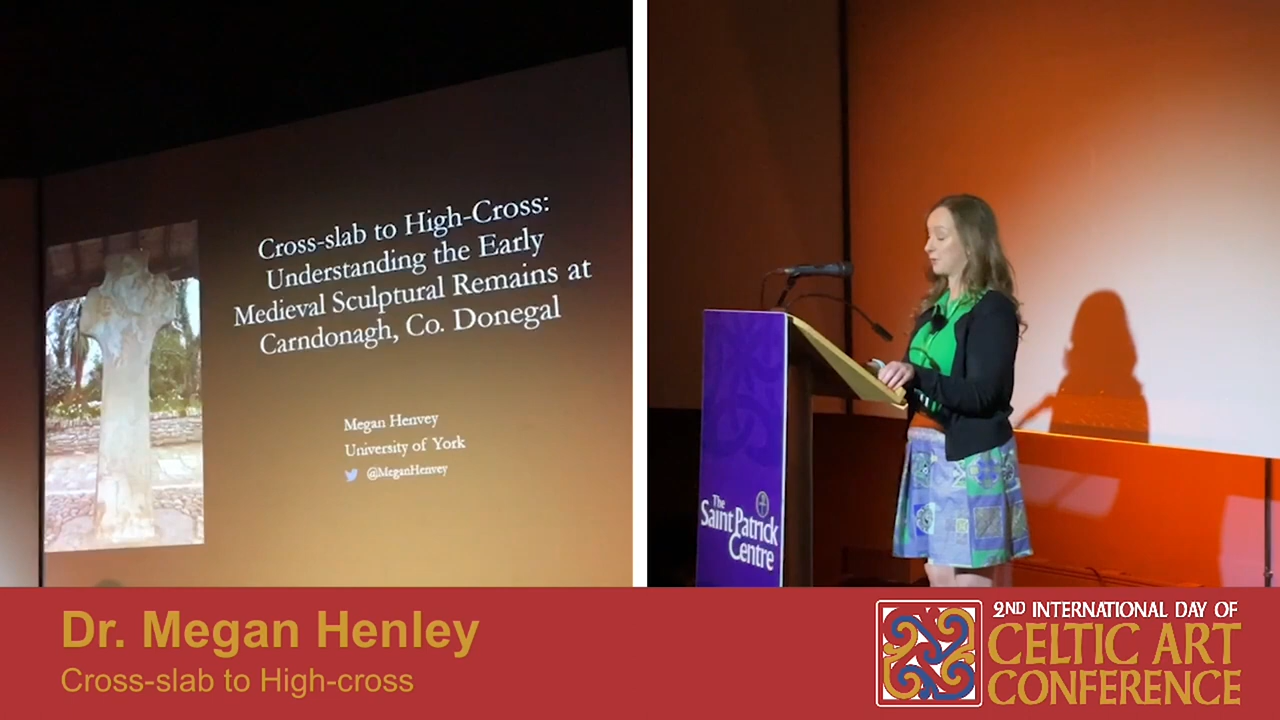 Cross-slab to High-Cross:
Understanding the Early
Medieval Sculptural Remains at
Carndonagh, Co. Donegal
Megan Henvey
University of York
@MeganHenvey
The
Saint Patrick
Centre
Dr. Megan Henley
Cross-slab to High-cross
2ND INTERNATIONAL DAY OF
CELTIC ART
CONFERENCE